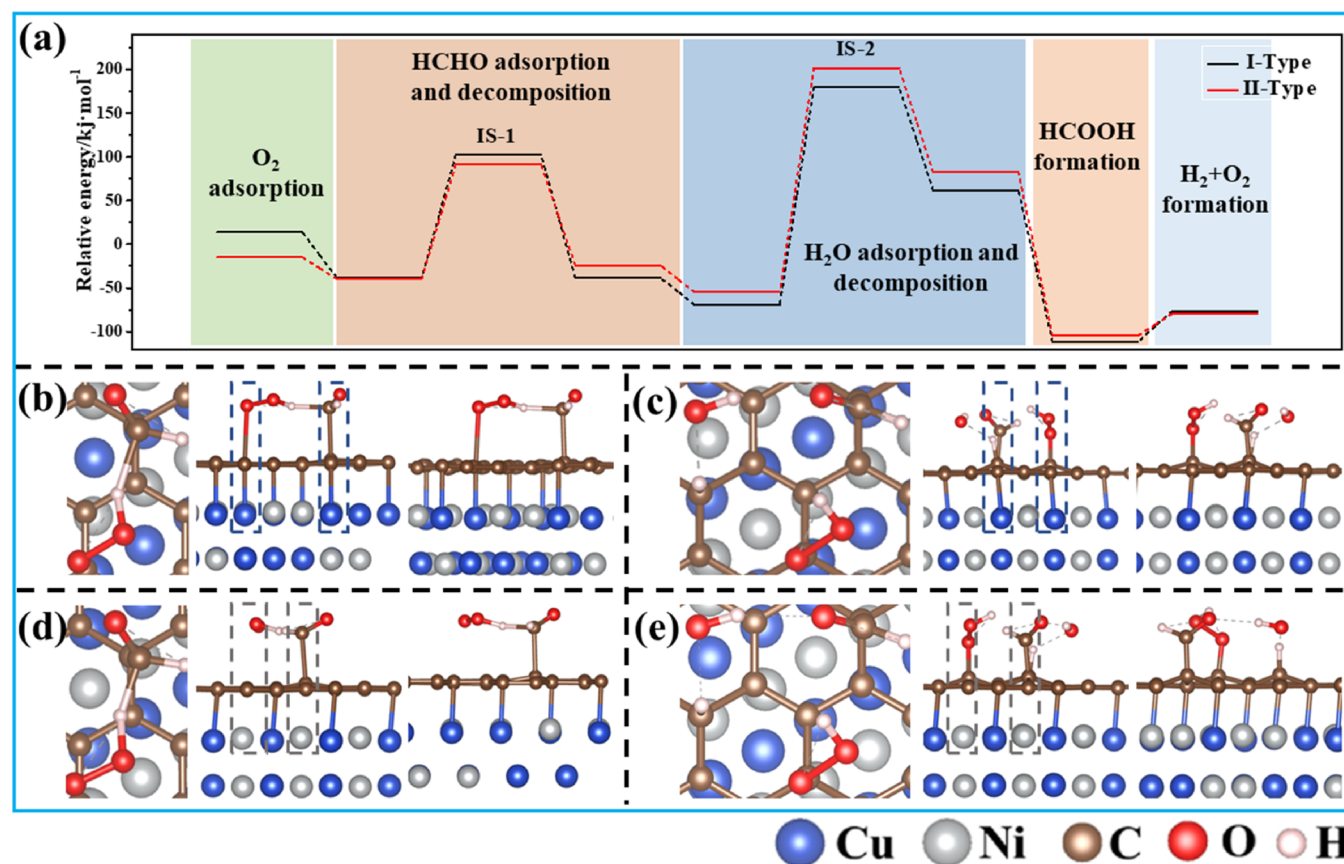 (a)
Relative energy/kj·mol-1
200
150
100
50
0
-50
-100
O2
adsorption
HCHO adsorption
and decomposition
IS-1
IS-2
H2O adsorption and
decomposition
HCOOH
formation
I-Type
II-Type
H2+O2
formation
(b)
(c)
(d)
(e)
Cu
Ni
C
O
H